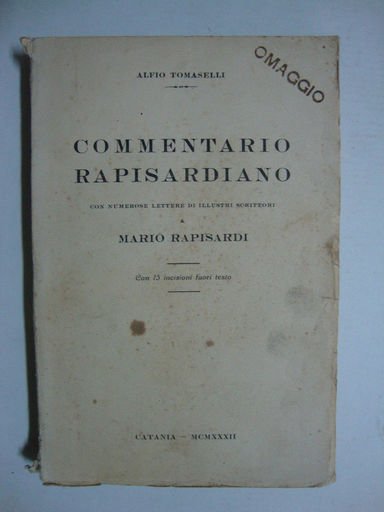 ALFIO TOMASELLI
OMAGGIO
COMMENTARIO
RAPISARDIANO
CON NUMEROSE LETTERE DI ILLUSTRI SCRITTORI
A
MARIO RAPISARDI
Con 15 incisioni fuori testo
CATANIA - MCMXXXII